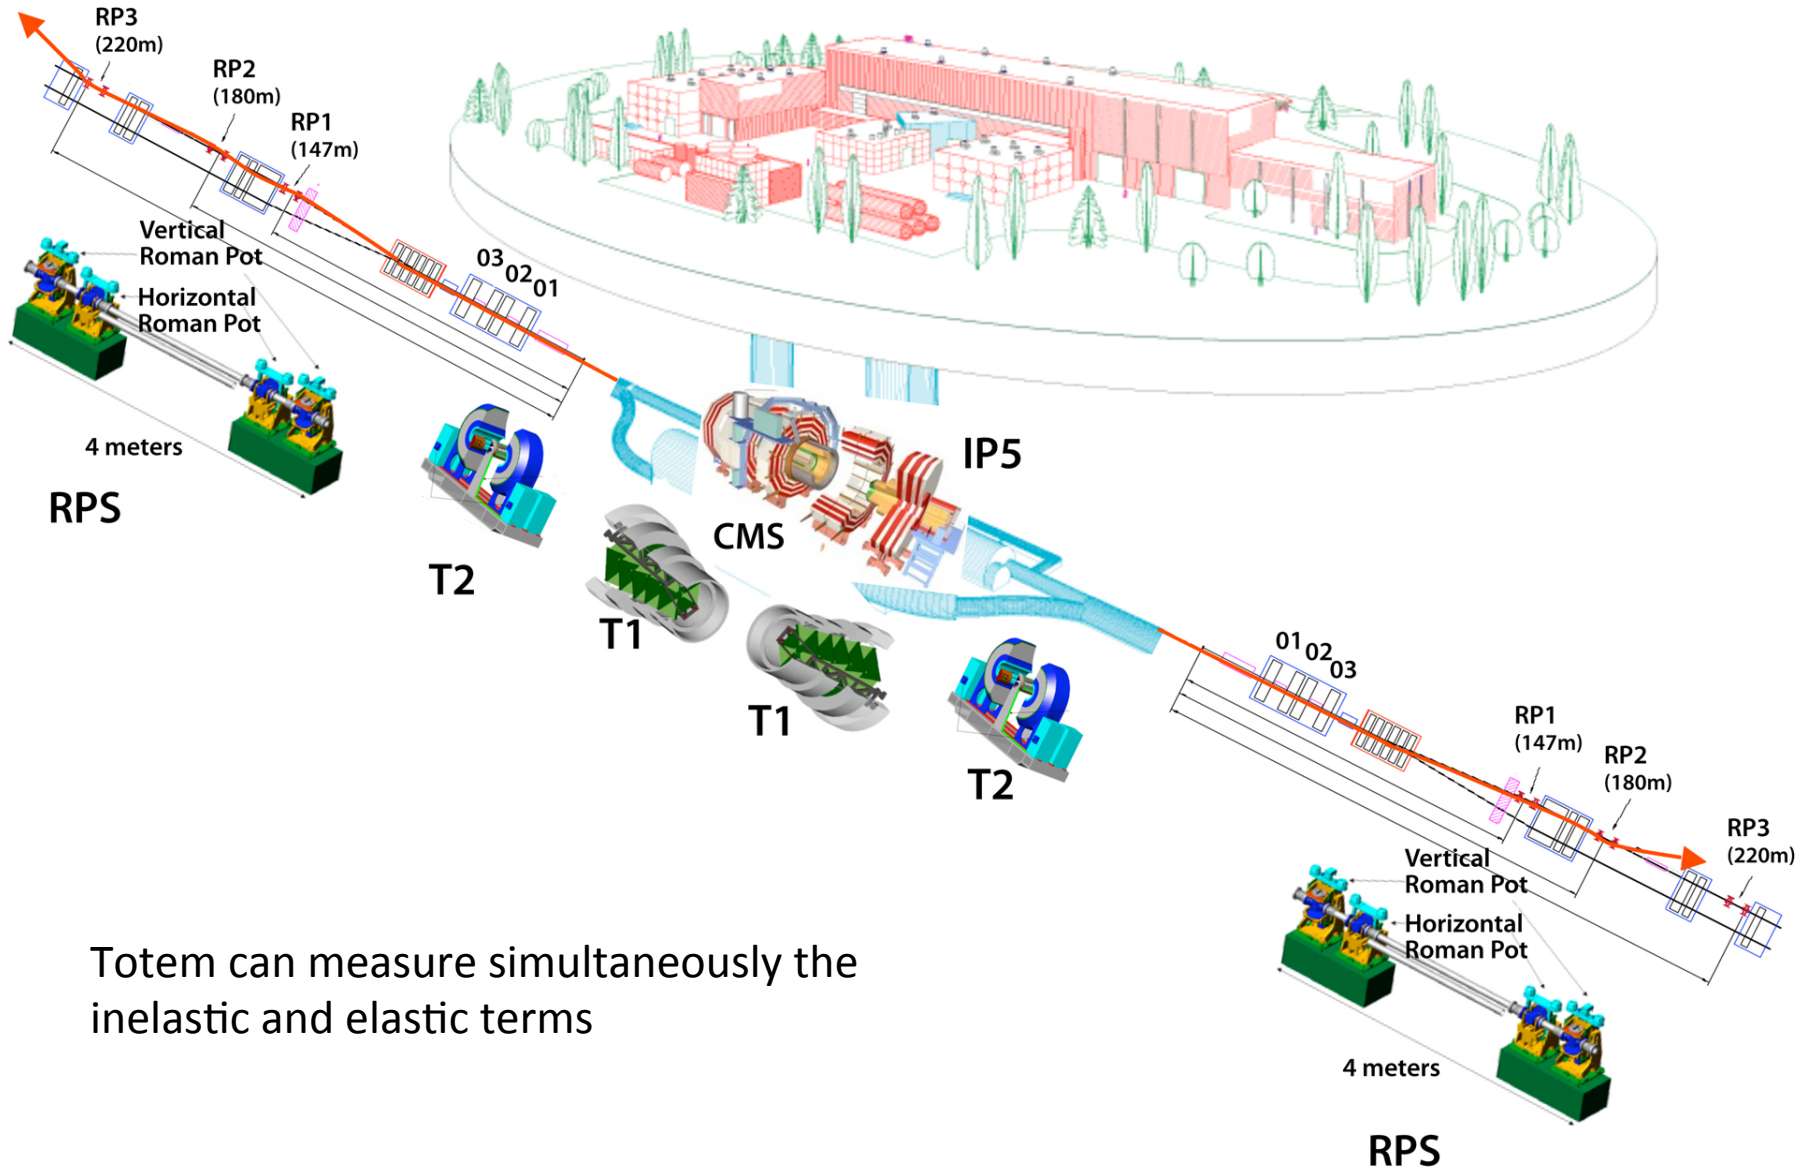 RP3
(220m)
RP2
(180m)
RP1
(147m)
Vertical
Roman Pot
Horizontal
Roman Pot
03
02
01
4 meters
RPS
T2
T1
CMS
IP5
T1
T2
01
02
03
RP1
(147m)
RP2
(180m)
RP3
(220m)
Vertical
Roman Pot
Horizontal
Roman Pot
4 meters
RPS
Totem can measure simultaneously the
inelastic and elastic terms